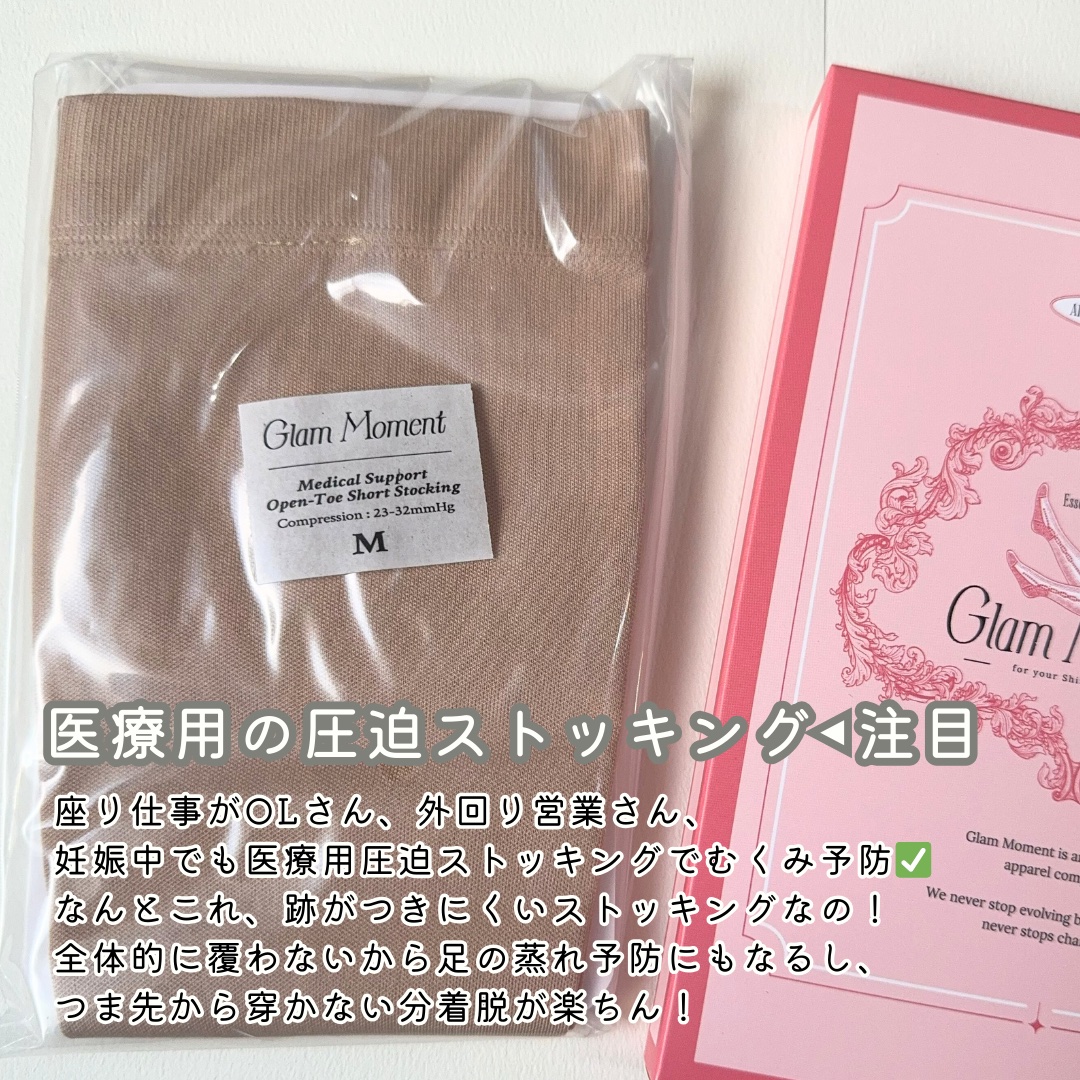 Glam Moment
Medical Support
Open-Toe Short Stocking
Compression : 23-32mmHg
M
Glam
for your
Glam Moment is
apparel
We never stop evolving
never stops
医療用の圧迫ストッキング◀注目
座り仕事がOLさん、外回り営業さん、
妊娠中でも医療用圧迫ストッキングでむくみ予防✅
なんとこれ、跡がつきにくいストッキングなの！
全体的に覆わないから足の蒸れ予防にもなるし、
つま先から穿かない分着脱が楽ちん！